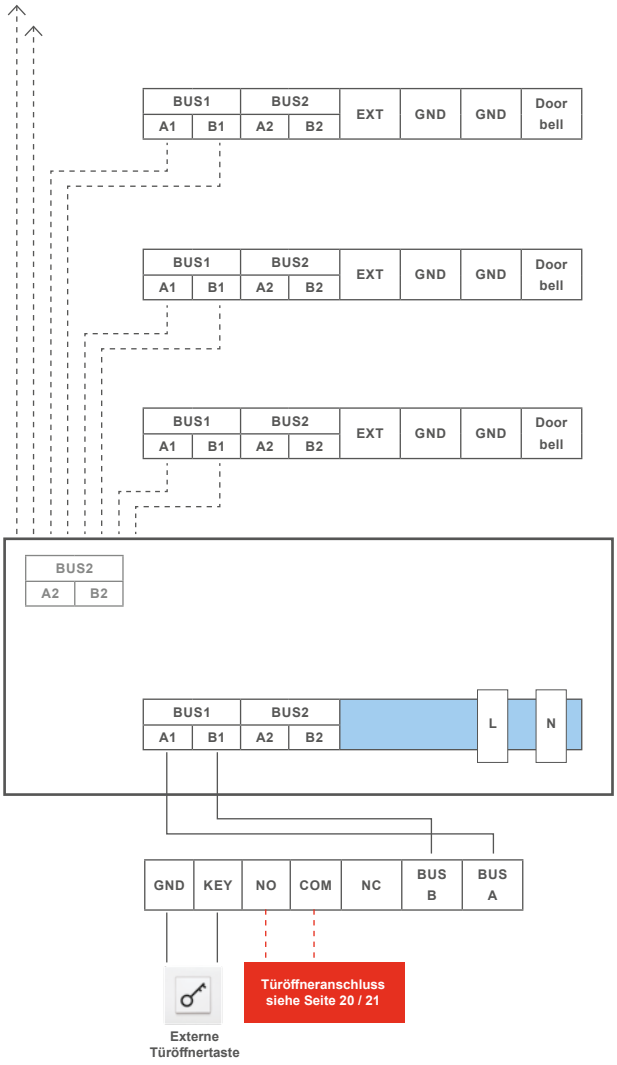 BUS1 BUS2 EXT GND GND Door bell
A1 B1 A2 B2
BUS1 BUS2 EXT GND GND Door bell
A1 B1 A2 B2
BUS1 BUS2 EXT GND GND Door bell
A1 B1 A2 B2
BUS2
A2 B2
BUS1 BUS2 L N
A1 B1 A2 B2
GND KEY NO COM NC BUS B BUS A
Türöffneranschluss
siehe Seite 20 / 21
Externe
Türöffnertaste